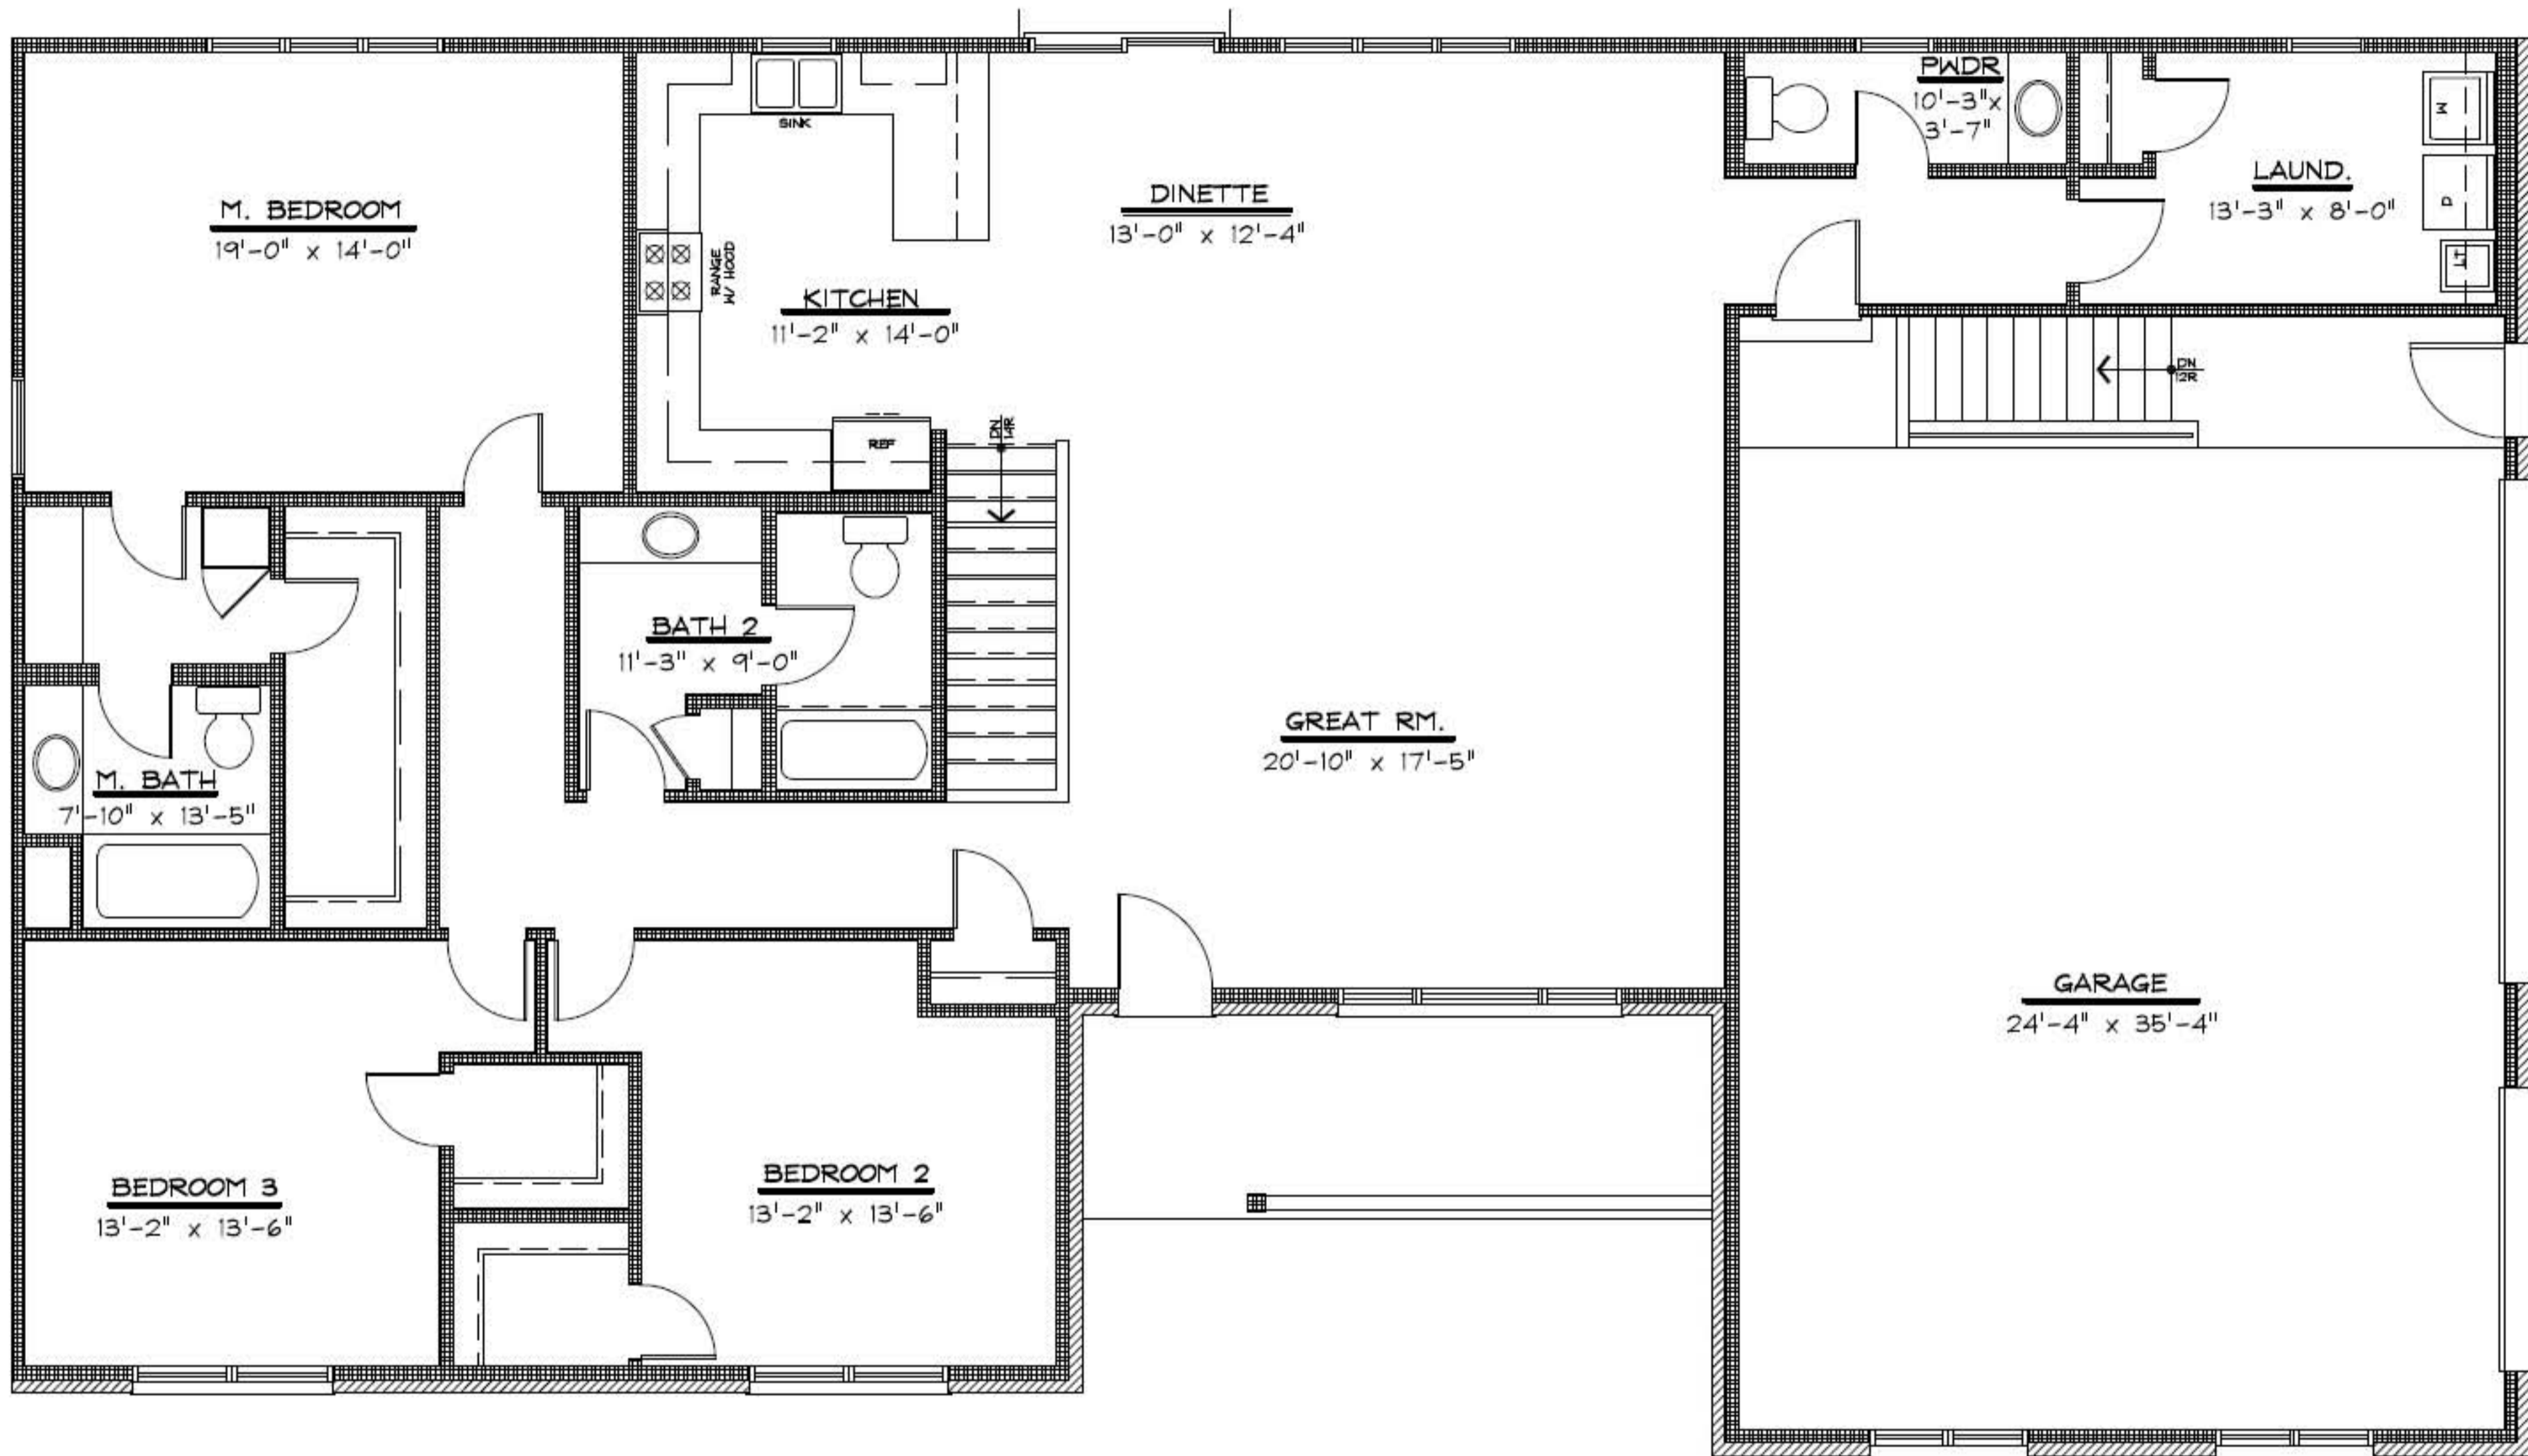 PWDR
10'-3"x
3'-7"
SINK
W
LAUND.
13'-3" x 8'-0"
D
LT
M. BEDROOM
19'-0" x 14'-0"
DINETTE
13'-0" x 12'-4"
RANGE
W/ HOOD
KITCHEN
11'-2" x 14'-0"
DN
12R
REF
DN
14R
BATH 2
11'-3" x 9'-0"
GREAT RM.
20'-10" x 17'-5"
M. BATH
7'-10" x 13'-5"
GARAGE
24'-4" x 35'-4"
BEDROOM 3
13'-2" x 13'-6"
BEDROOM 2
13'-2" x 13'-6"